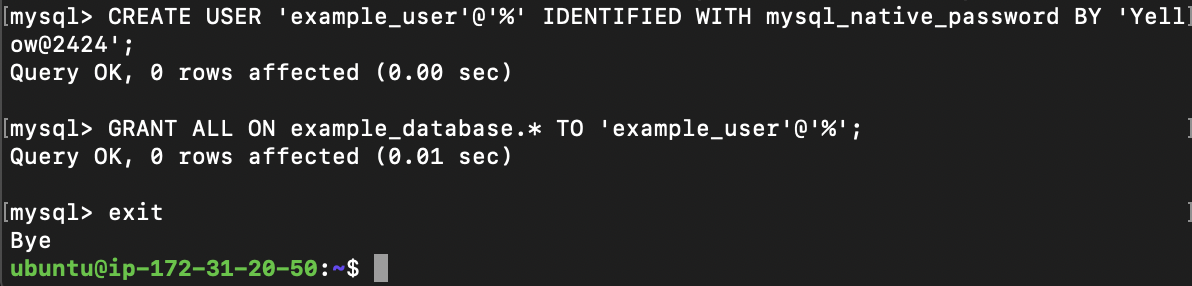 [mysql> CREATE USER 'example_user'@'%' IDENTIFIED WITH mysql_native_password BY 'Yell]
ow@2424';
Query OK, 0 rows affected (0.00 sec)
[mysql> GRANT ALL ON example_database.* TO 'example_user'@'%'; ]
Query OK, 0 rows affected (0.01 sec)
[mysql> exit ]
Bye
ubuntu@ip-172-31-20-50:~$